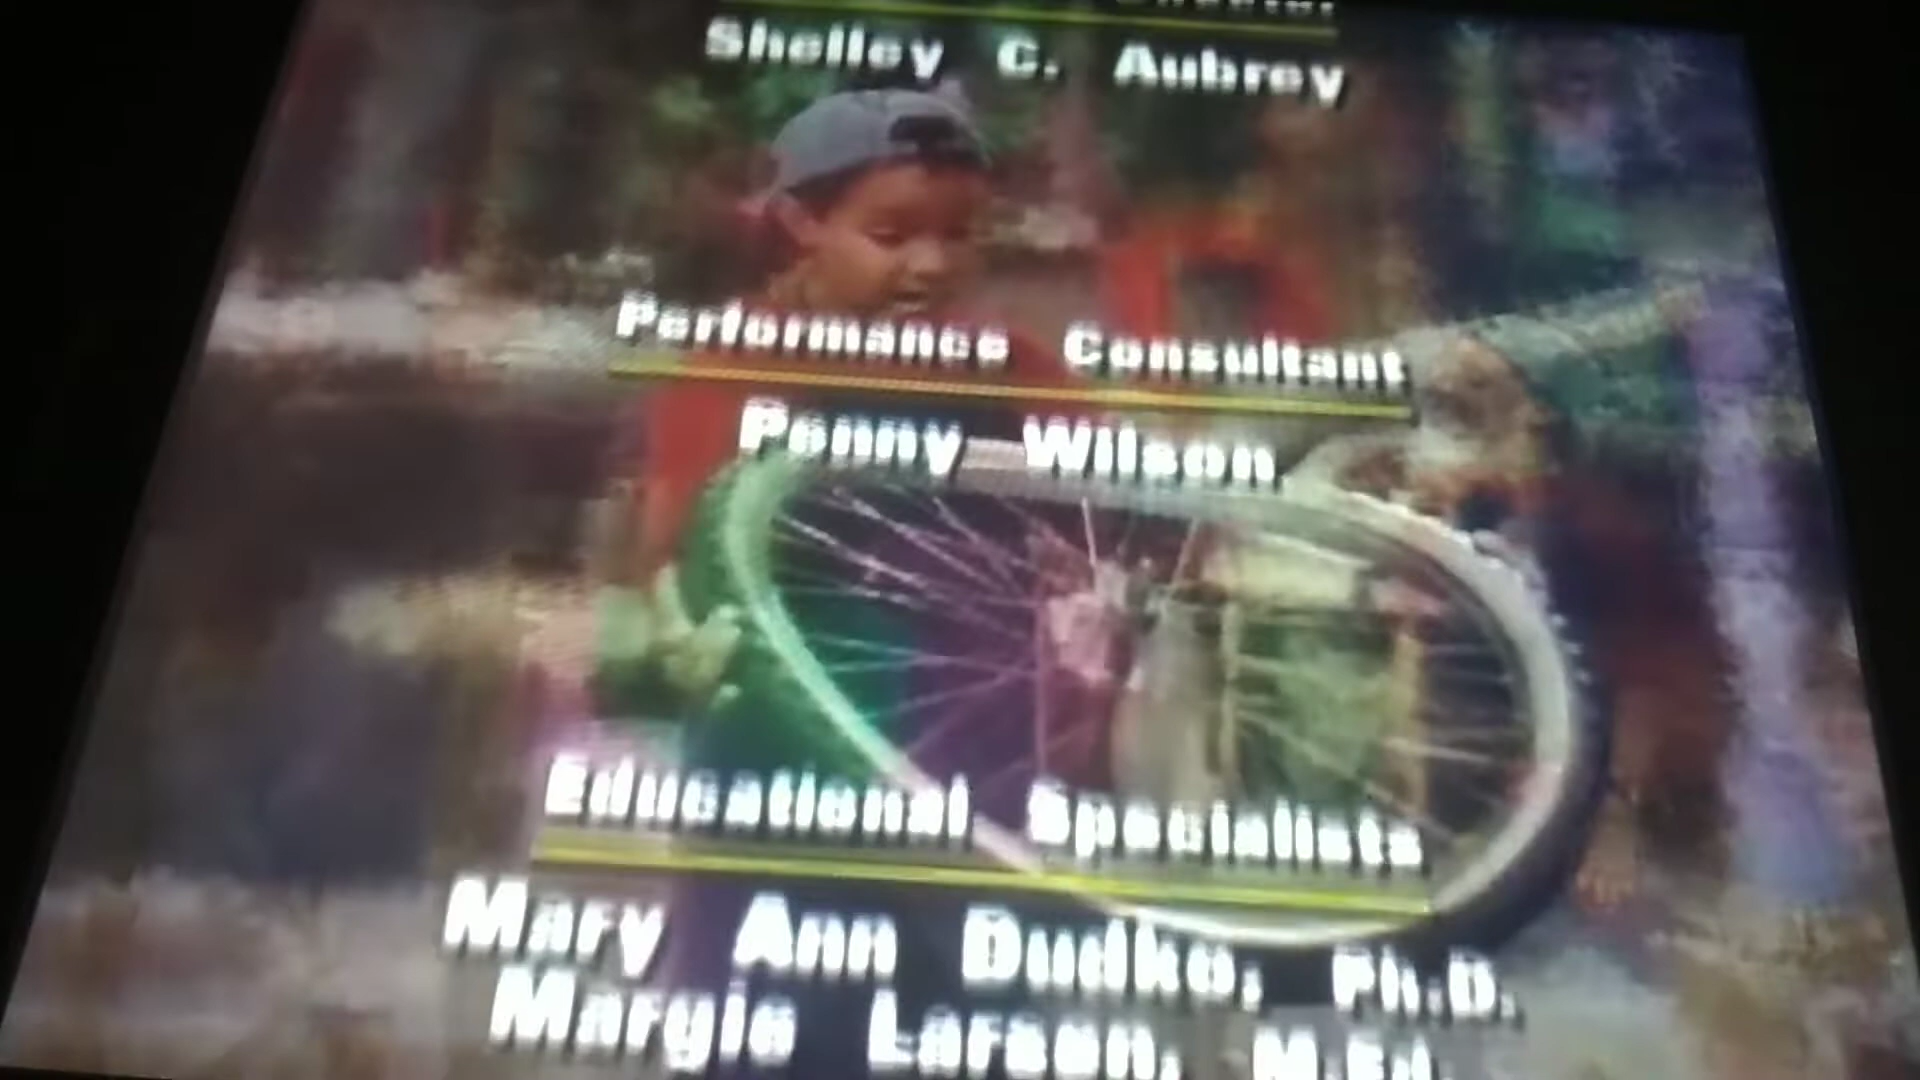 Shelley C. Aubrey
Performance Consultant
Penny Wilson
Educational Specialists
Mary Ann Dudko, Ph.D.
Margie Larsen, M.Ed.